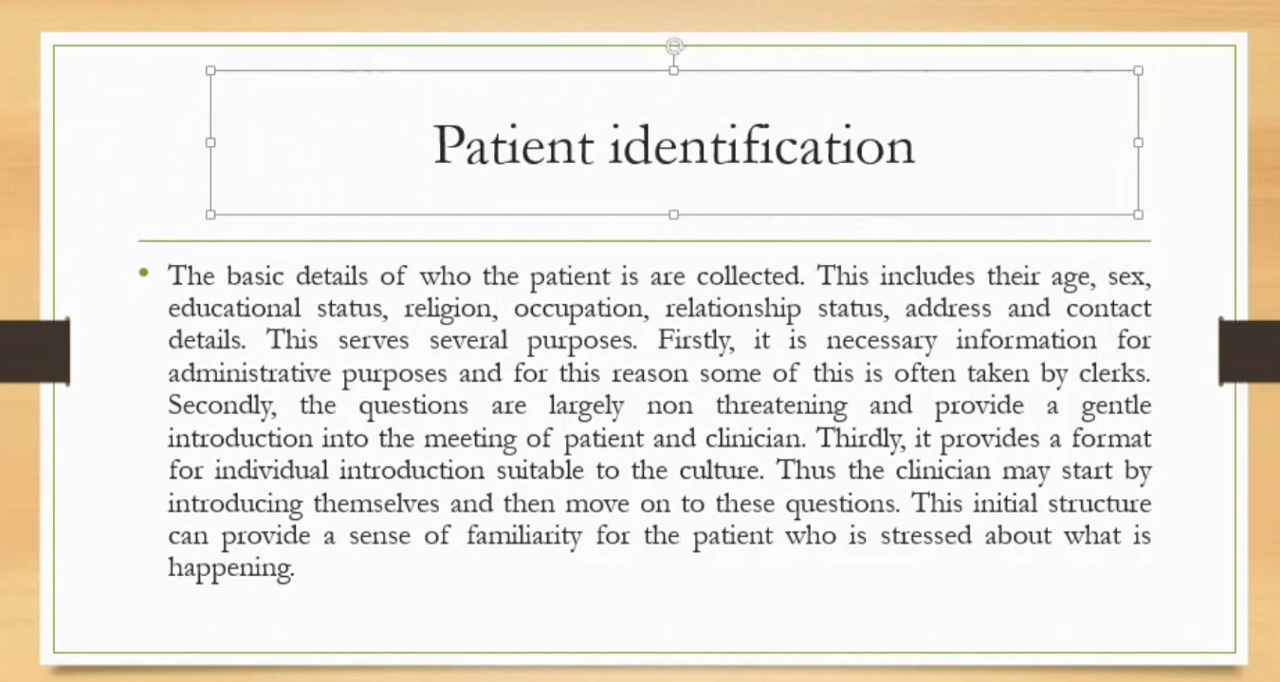 Patient identification
• The basic details of who the patient is are collected. This includes their age, sex,
educational status, religion, occupation, relationship status, address and contact
details. This serves several purposes. Firstly, it is necessary information for
administrative purposes and for this reason some of this is often taken by clerks.
Secondly, the questions are largely non threatening and provide a gentle
introduction into the meeting of patient and clinician. Thirdly, it provides a format
for individual introduction suitable to the culture. Thus the clinician may start by
introducing themselves and then move on to these questions. This initial structure
can provide a sense of familiarity for the patient who is stressed about what is
happening.